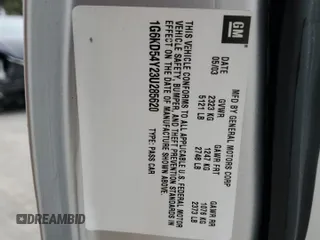 GM
MFD BY GENERAL MOTORS CORP
DATE GVWR GAWR FRT GAWR RR
05/03 2323 KG 1247 KG 1076 KG
5121 LB 2748 LB 2373 LB
THIS VEHICLE CONFORMS TO ALL APPLICABLE U.S. FEDERAL MOTOR
VEHICLE SAFETY, BUMPER, AND THEFT PREVENTION STANDARDS IN
EFFECT ON THE DATE OF MANUFACTURE SHOWN ABOVE.
1G6KD54Y23U285620 TYPE: PASS CAR
DREAMBID